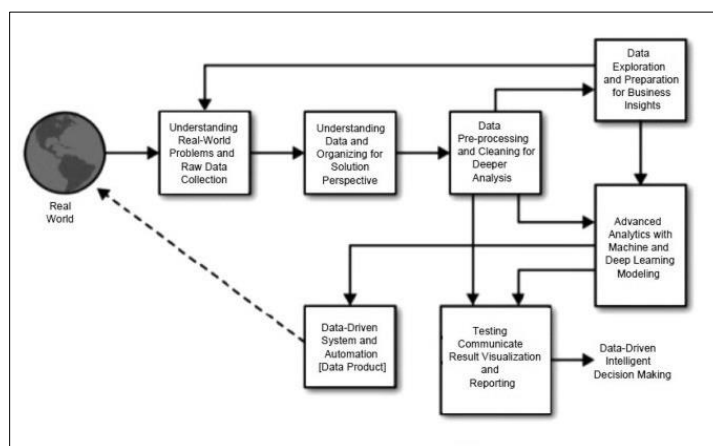 Data
Exploration
and Preparation
for Business
Insights
Understanding
Real-World
Problems and
Raw Data
Collection
Understanding
Data and
Organizing for
Solution
Perspective
Data
Pre-processing
and Cleaning for
Deeper
Analysis
Real
World
Advanced
Analytics with
Machine and
Deep Learning
Modeling
Data-Driven
System and
Automation
[Data Product]
Testing
Communicate
Result Visualization
and
Reporting
Data-Driven
Intelligent
Decision Making